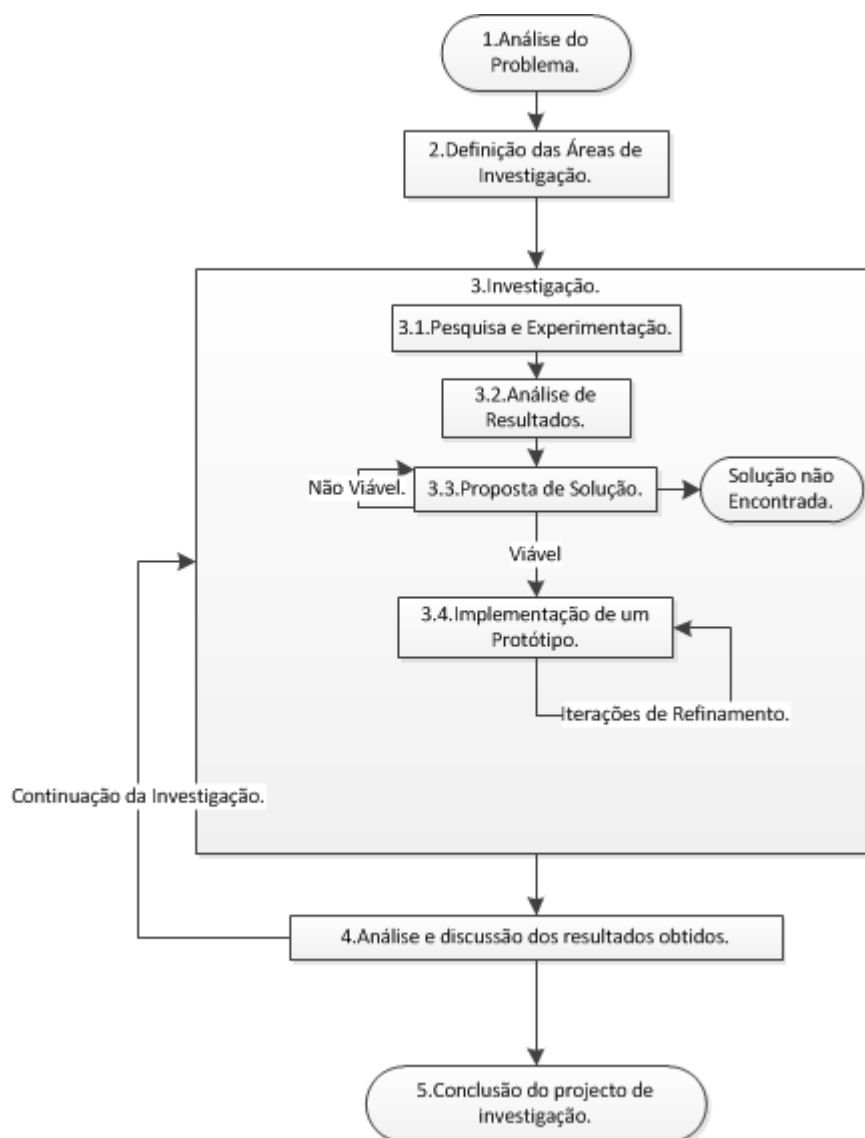 1.Análise do
Problema.
2.Definição das Áreas de
Investigação.
3.Investigação.
3.1.Pesquisa e Experimentação.
3.2.Análise de
Resultados.
Não Viável.
3.3.Proposta de Solução.
Solução não
Encontrada.
Viável
3.4.Implementação de um
Protótipo.
Iterações de Refinamento.
Continuação da Investigação.
4.Análise e discussão dos resultados obtidos.
5.Conclusão do projecto de
investigação.